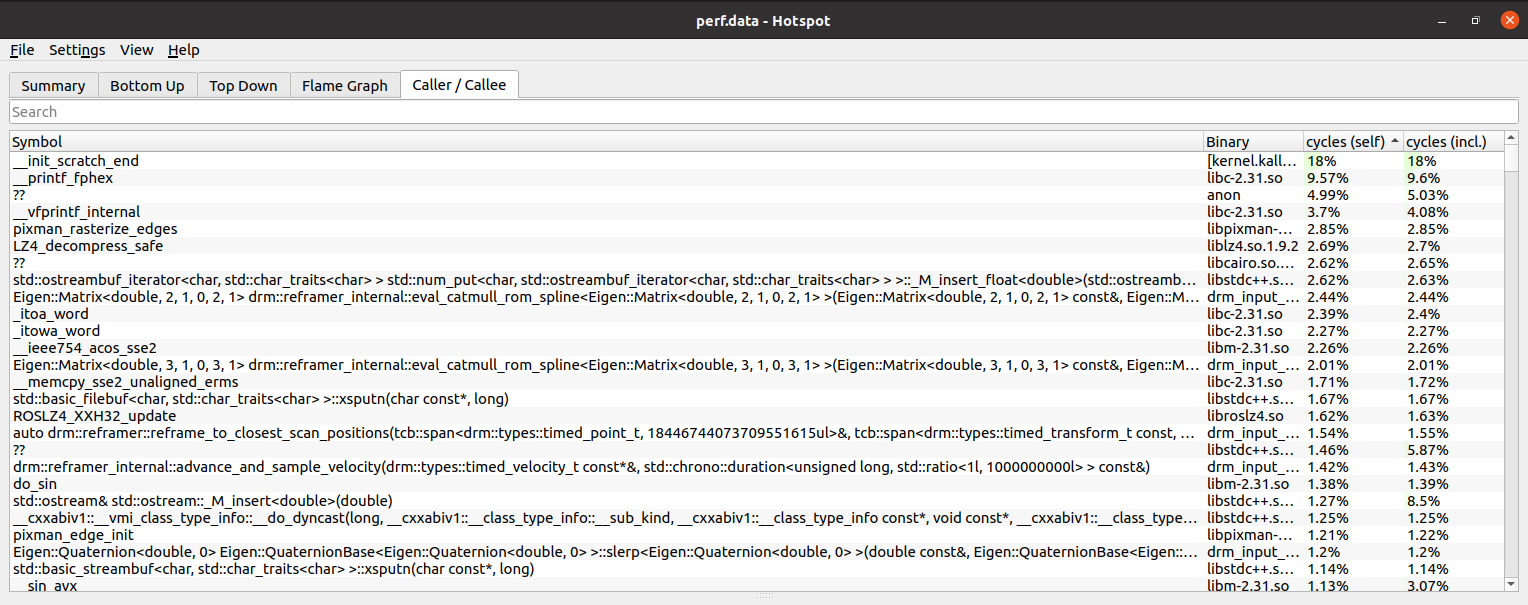 perf.data - Hotspot
File Settings View Help
Summary Bottom Up Top Down Flame Graph Caller / Callee
Search
Symbol Binary cycles (self) cycles (incl.)
__init_scratch_end [kernel.kall... 18% 18%
__printf_fphex libc-2.31.so 9.57% 9.6%
?? anon 4.99% 5.03%
__vfprintf_internal libc-2.31.so 3.7% 4.08%
pixman_rasterize_edges libpixman-... 2.85% 2.85%
LZ4_decompress_safe liblz4.so.1.9.2 2.69% 2.7%
?? libcairo.so.... 2.62% 2.65%
std::ostreambuf_iterator<char, std::char_traits<char> > std::num_put<char, std::ostreambuf_iterator<char, std::char_traits<char> > >::_M_insert_float<double>(std::ostreamb... libstdc++.s... 2.62% 2.63%
Eigen::Matrix<double, 2, 1, 0, 2, 1> drm::reframer_internal::eval_catmull_rom_spline<Eigen::Matrix<double, 2, 1, 0, 2, 1> >(Eigen::Matrix<double, 2, 1, 0, 2, 1> const&, Eigen::M... drm_input_... 2.44% 2.44%
_itoa_word libc-2.31.so 2.39% 2.4%
_itowa_word libc-2.31.so 2.27% 2.27%
__ieee754_acos_sse2 libm-2.31.so 2.26% 2.26%
Eigen::Matrix<double, 3, 1, 0, 3, 1> drm::reframer_internal::eval_catmull_rom_spline<Eigen::Matrix<double, 3, 1, 0, 3, 1> >(Eigen::Matrix<double, 3, 1, 0, 3, 1> const&, Eigen::M... drm_input_... 2.01% 2.01%
__memcpy_sse2_unaligned_erms libc-2.31.so 1.71% 1.72%
std::basic_filebuf<char, std::char_traits<char> >::xsputn(char const*, long) libstdc++.s... 1.67% 1.67%
ROSLZ4_XXH32_update libroslz4.so 1.62% 1.63%
auto drm::reframer::reframe_to_closest_scan_positions(tcb::span<drm::types::timed_point_t, 18446744073709551615ul>&, tcb::span<drm::types::timed_transform_t const, ... drm_input_... 1.54% 1.55%
?? libstdc++.s... 1.46% 5.87%
drm::reframer_internal::advance_and_sample_velocity(drm::types::timed_velocity_t const*&, std::chrono::duration<unsigned long, std::ratio<1l, 1000000000l> > const&) drm_input_... 1.42% 1.43%
do_sin libm-2.31.so 1.38% 1.39%
std::ostream& std::ostream::_M_insert<double>(double) libstdc++.s... 1.27% 8.5%
__cxxabiv1::__vmi_class_type_info::__do_dyncast(long, __cxxabiv1::__class_type_info::__sub_kind, __cxxabiv1::__class_type_info const*, void const*, __cxxabiv1::__class_type... libstdc++.s... 1.25% 1.25%
pixman_edge_init libpixman-... 1.21% 1.22%
Eigen::Quaternion<double, 0> Eigen::QuaternionBase<Eigen::Quaternion<double, 0> >::slerp<Eigen::Quaternion<double, 0> >(double const&, Eigen::QuaternionBase<Eigen::... drm_input_... 1.2% 1.2%
std::basic_streambuf<char, std::char_traits<char> >::xsputn(char const*, long) libstdc++.s... 1.14% 1.14%
__sin_avx libm-2.31.so 1.13% 3.07%